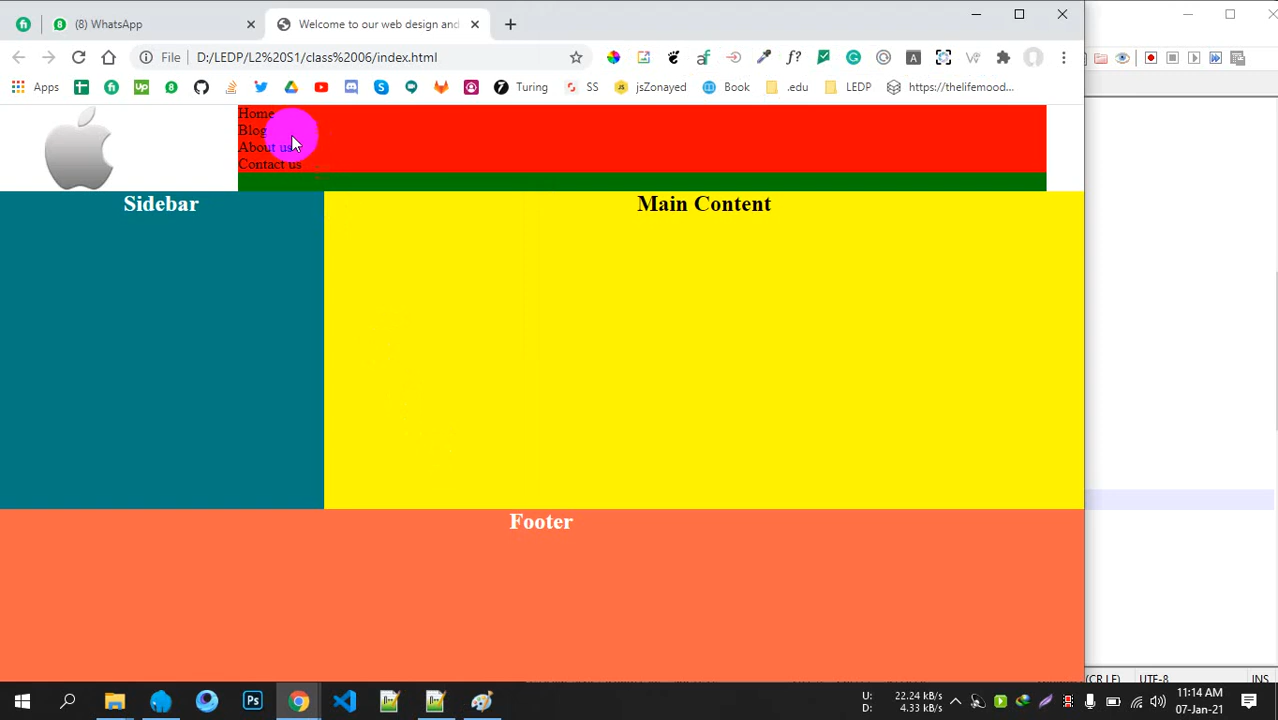 (8) WhatsApp
Welcome to our web design and
File D:/LEDP/L2%20S1/class%2006/index.html
Apps
Turing
SS
jsZonayed
Book
.edu
LEDP
https://thelifemood...
Home
Blog
About us
Contact us
Sidebar
Main Content
Footer
(CR LF) UTF-8 INS
U: 22.24 kB/s
D: 4.33 kB/s
11:14 AM
07-Jan-21